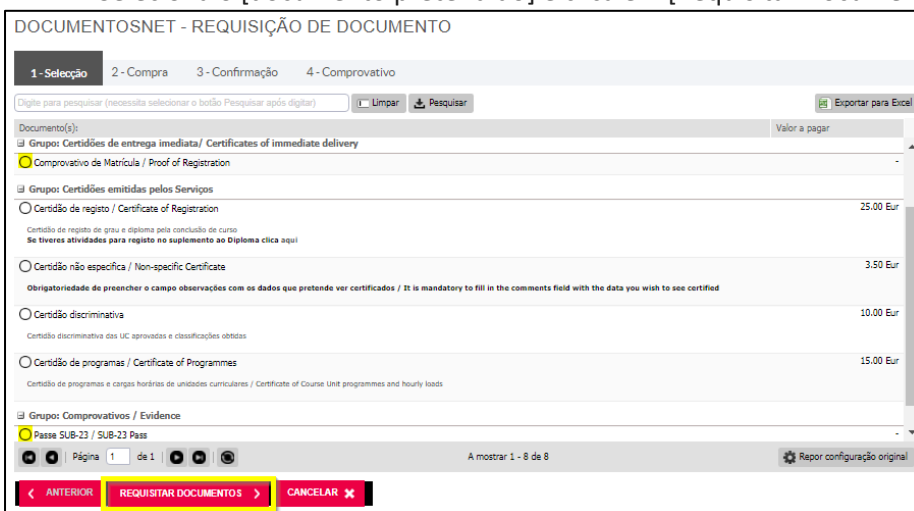 DOCUMENTOSNET - REQUISIÇÃO DE DOCUMENTO
1 - Selecção 2 - Compra 3 - Confirmação 4 - Comprovativo
Digite para pesquisar (necessita selecionar o botão Pesquisar após digitar) Limpar Pesquisar Exportar para Excel
Documento(s): Valor a pagar
Grupo: Certidões de entrega imediata/ Certificates of immediate delivery
Comprovativo de Matrícula / Proof of Registration -
Grupo: Certidões emitidas pelos Serviços
Certidão de registo / Certificate of Registration 25.00 Eur
Certidão de registo de grau e diploma pela conclusão de curso
Se tiveres atividades para registo no suplemento ao Diploma clica aqui
Certidão não especifica / Non-specific Certificate 3.50 Eur
Obrigatoriedade de preencher o campo observações com os dados que pretende ver certificados / It is mandatory to fill in the comments field with the data you wish to see certified
Certidão discriminativa 10.00 Eur
Certidão discriminativa das UC aprovadas e classificações obtidas
Certidão de programas / Certificate of Programmes 15.00 Eur
Certidão de programas e cargas horárias de unidades curriculares / Certificate of Course Unit programmes and hourly loads
Grupo: Comprovativos / Evidence
Passe SUB-23 / SUB-23 Pass -
Página 1 de 1 A mostrar 1 - 8 de 8 Repor configuração original
ANTERIOR REQUISITAR DOCUMENTOS CANCELAR